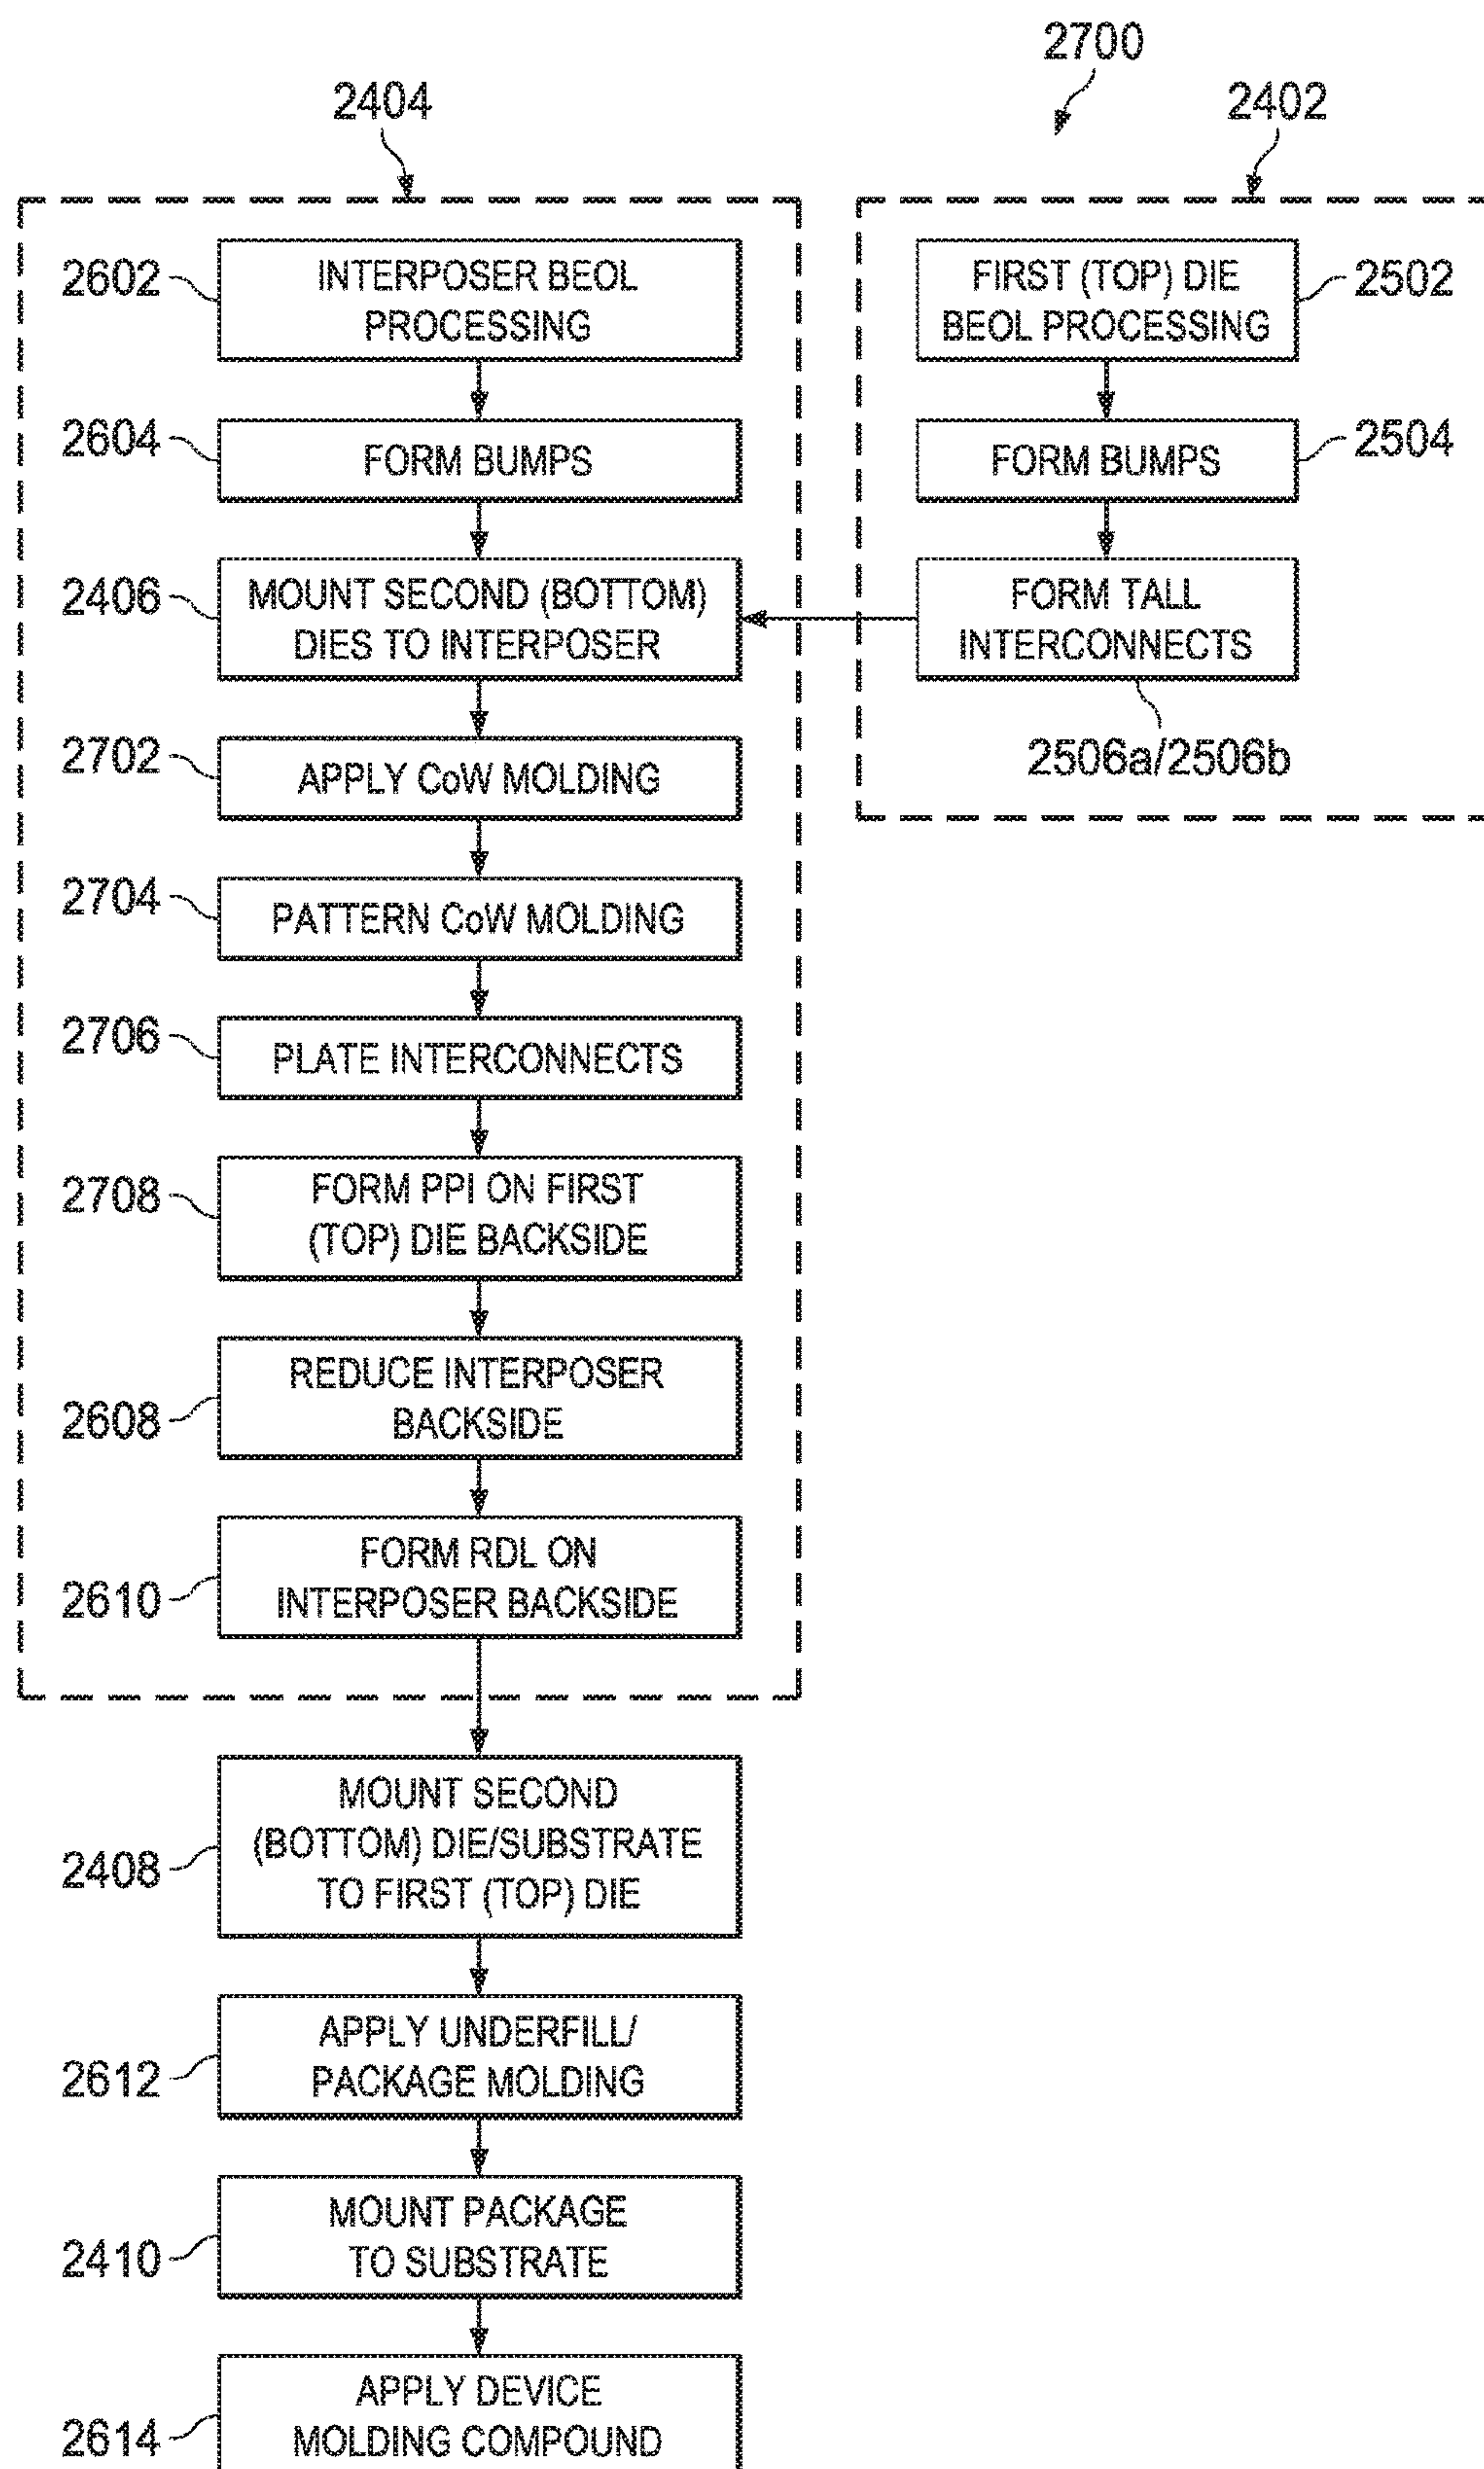 2700
2404
2402
2602
INTERPOSER BEOL
PROCESSING
FIRST (TOP) DIE
BEOL PROCESSING
2502
2604
FORM BUMPS
FORM BUMPS
2504
2406
MOUNT SECOND (BOTTOM)
DIES TO INTERPOSER
FORM TALL
INTERCONNECTS
2506a/2506b
2702
APPLY CoW MOLDING
2704
PATTERN CoW MOLDING
2706
PLATE INTERCONNECTS
2708
FORM PPI ON FIRST
(TOP) DIE BACKSIDE
2608
REDUCE INTERPOSER
BACKSIDE
2610
FORM RDL ON
INTERPOSER BACKSIDE
2408
MOUNT SECOND
(BOTTOM) DIE/SUBSTRATE
TO FIRST (TOP) DIE
2612
APPLY UNDERFILL/
PACKAGE MOLDING
2410
MOUNT PACKAGE
TO SUBSTRATE
2614
APPLY DEVICE
MOLDING COMPOUND